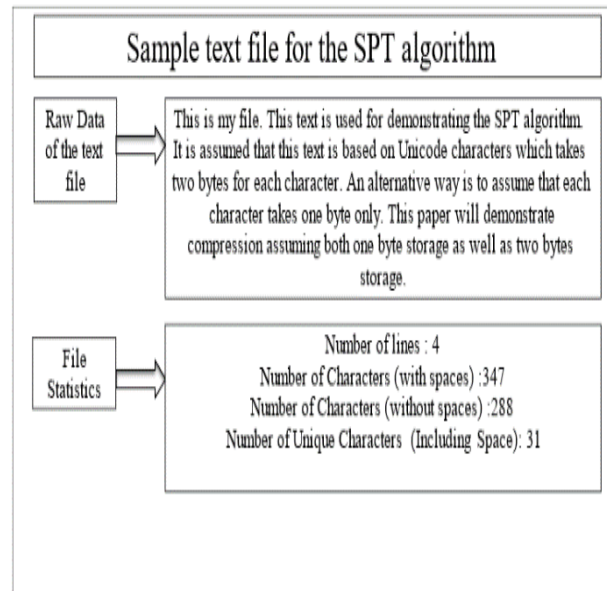 Sample text file for the SPT algorithm
Raw Data
of the text
file
This is my file. This text is used for demonstrating the SPT algorithm.
It is assumed that this text is based on Unicode characters which takes
two bytes for each character. An alternative way is to assume that each
character takes one byte only. This paper will demonstrate
compression assuming both one byte storage as well as two bytes
storage.
File
Statistics
Number of lines : 4
Number of Characters (with spaces) :347
Number of Characters (without spaces) :288
Number of Unique Characters (Including Space): 31